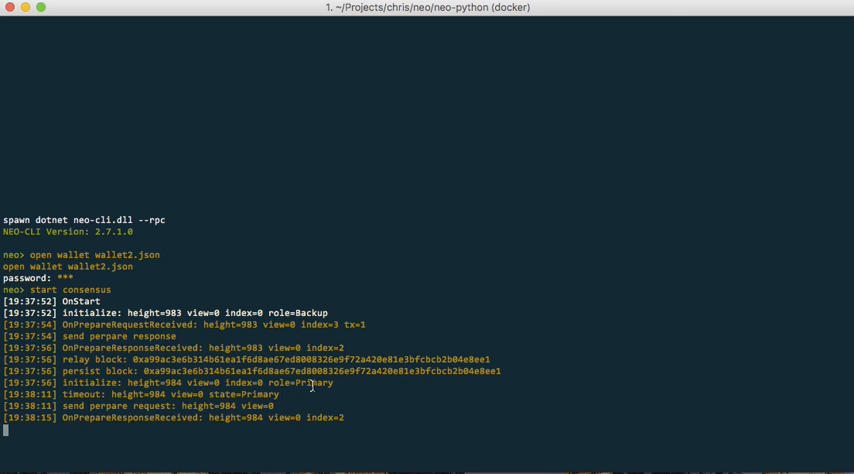 1. ~/Projects/chris/neo/neo-python (docker)
spawn dotnet neo-cli.dll --rpc
NEO-CLI Version: 2.7.1.0
neo> open wallet wallet2.json
open wallet wallet2.json
password: ***
neo> start consensus
[19:37:52] OnStart
[19:37:52] initialize: height=983 view=0 index=0 role=Backup
[19:37:54] OnPrepareRequestReceived: height=983 view=0 index=3 tx=1
[19:37:54] send perpare response
[19:37:56] OnPrepareResponseReceived: height=983 view=0 index=2
[19:37:56] relay block: 0xa99ac3e6b314b61ea1f6d8ae67ed8008326e9f72a420e81e3bfcbcb2b04e8ee1
[19:37:56] persist block: 0xa99ac3e6b314b61ea1f6d8ae67ed8008326e9f72a420e81e3bfcbcb2b04e8ee1
[19:37:56] initialize: height=984 view=0 index=0 role=Primary
[19:38:11] timeout: height=984 view=0 state=Primary
[19:38:11] send perpare request: height=984 view=0
[19:38:15] OnPrepareResponseReceived: height=984 view=0 index=2